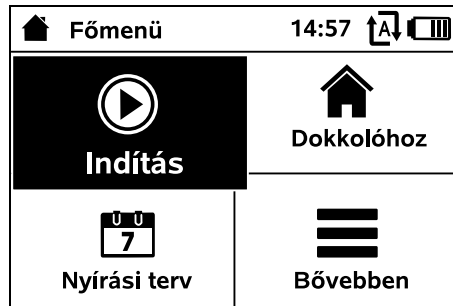 Főmenü 14:57 A
Indítás
Dokkolóhoz
7
Nyírási terv
Bővebben